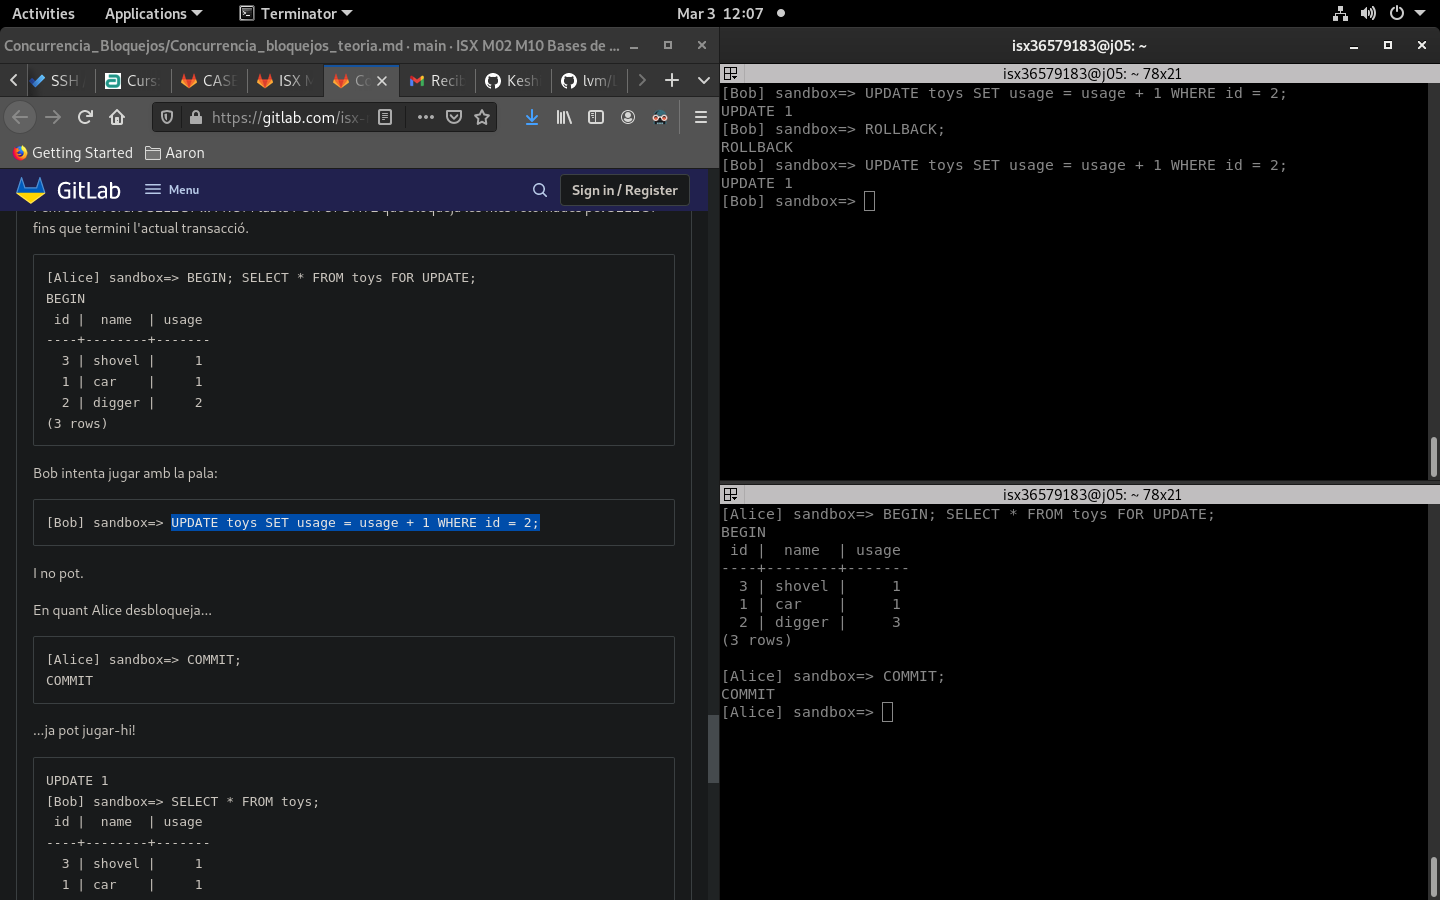 Activities Applications Terminator Mar 3 12:07
Concurrencia_Bloquejos/Concurrencia_bloquejos_teoria.md · main · ISX M02 M10 Bases de ...
SSH Curs CASE ISX Co Recib Kesh lvm/
https://gitlab.com/isx-
Getting Started Aaron
GitLab Menu Sign in / Register
fins que termini l'actual transacció.
[Alice] sandbox=> BEGIN; SELECT * FROM toys FOR UPDATE;
BEGIN
id | name | usage
----+--------+-------
3 | shovel | 1
1 | car | 1
2 | digger | 2
(3 rows)
Bob intenta jugar amb la pala:
[Bob] sandbox=> UPDATE toys SET usage = usage + 1 WHERE id = 2;
I no pot.
En quant Alice desbloqueja...
[Alice] sandbox=> COMMIT;
COMMIT
...ja pot jugar-hi!
UPDATE 1
[Bob] sandbox=> SELECT * FROM toys;
id | name | usage
----+--------+-------
3 | shovel | 1
1 | car | 1
isx36579183@j05: ~
isx36579183@j05: ~ 78x21
[Bob] sandbox=> UPDATE toys SET usage = usage + 1 WHERE id = 2;
UPDATE 1
[Bob] sandbox=> ROLLBACK;
ROLLBACK
[Bob] sandbox=> UPDATE toys SET usage = usage + 1 WHERE id = 2;
UPDATE 1
[Bob] sandbox=>
isx36579183@j05: ~ 78x21
[Alice] sandbox=> BEGIN; SELECT * FROM toys FOR UPDATE;
BEGIN
id | name | usage
----+--------+-------
3 | shovel | 1
1 | car | 1
2 | digger | 3
(3 rows)
[Alice] sandbox=> COMMIT;
COMMIT
[Alice] sandbox=>